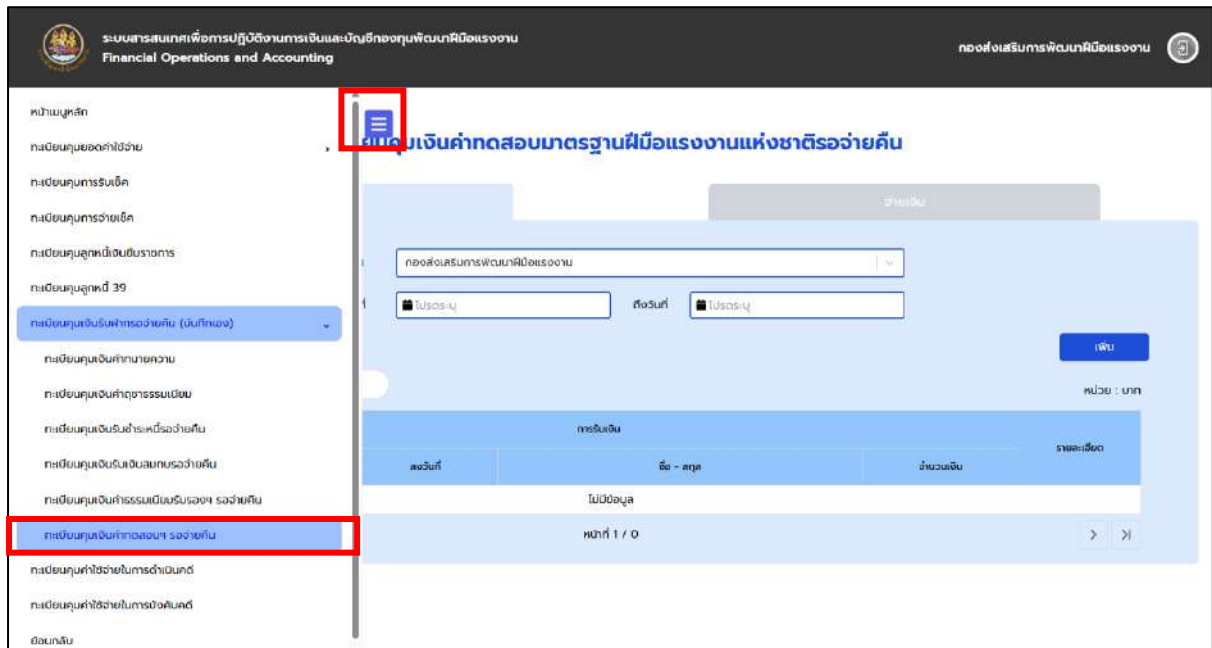 ระบบสารสนเทศเพื่อการปฏิบัติงานการเงินและบัญชีกองทุนพัฒนาฝีมือแรงงาน
Financial Operations and Accounting
กองส่งเสริมการพัฒนาฝีมือแรงงาน
หน้าเมนูหลัก
ทะเบียนคุมยอดค่าใช้จ่าย
ทะเบียนคุมการรับเช็ค
ทะเบียนคุมการจ่ายเช็ค
ทะเบียนคุมลูกหนี้เงินยืมราชการ
ทะเบียนคุมลูกหนี้ 39
ทะเบียนคุมเงินรับฝากรอจ่ายคืน (บันทึกเอง)
ทะเบียนคุมเงินค่าทนายความ
ทะเบียนคุมเงินค่าฤชาธรรมเนียม
ทะเบียนคุมเงินรับชำระหนี้รอจ่ายคืน
ทะเบียนคุมเงินรับเงินสมทบรอจ่ายคืน
ทะเบียนคุมเงินค่าธรรมเนียมรับรองฯ รอจ่ายคืน
ทะเบียนคุมเงินค่าทดสอบฯ รอจ่ายคืน
ทะเบียนคุมค่าใช้จ่ายในการดำเนินคดี
ทะเบียนคุมค่าใช้จ่ายในการบังคับคดี
ย้อนกลับ
ยนคุมเงินค่าทดสอบมาตรฐานฝีมือแรงงานแห่งชาติรอจ่ายคืน
จ่ายเงิน
กองส่งเสริมการพัฒนาฝีมือแรงงาน
โปรดระบุ ถึงวันที่ โปรดระบุ
เพิ่ม
หน่วย : บาท
การรับเงิน รายละเอียด
ลงวันที่ ชื่อ - สกุล จำนวนเงิน
ไม่มีข้อมูล
หน้าที่ 1 / 0